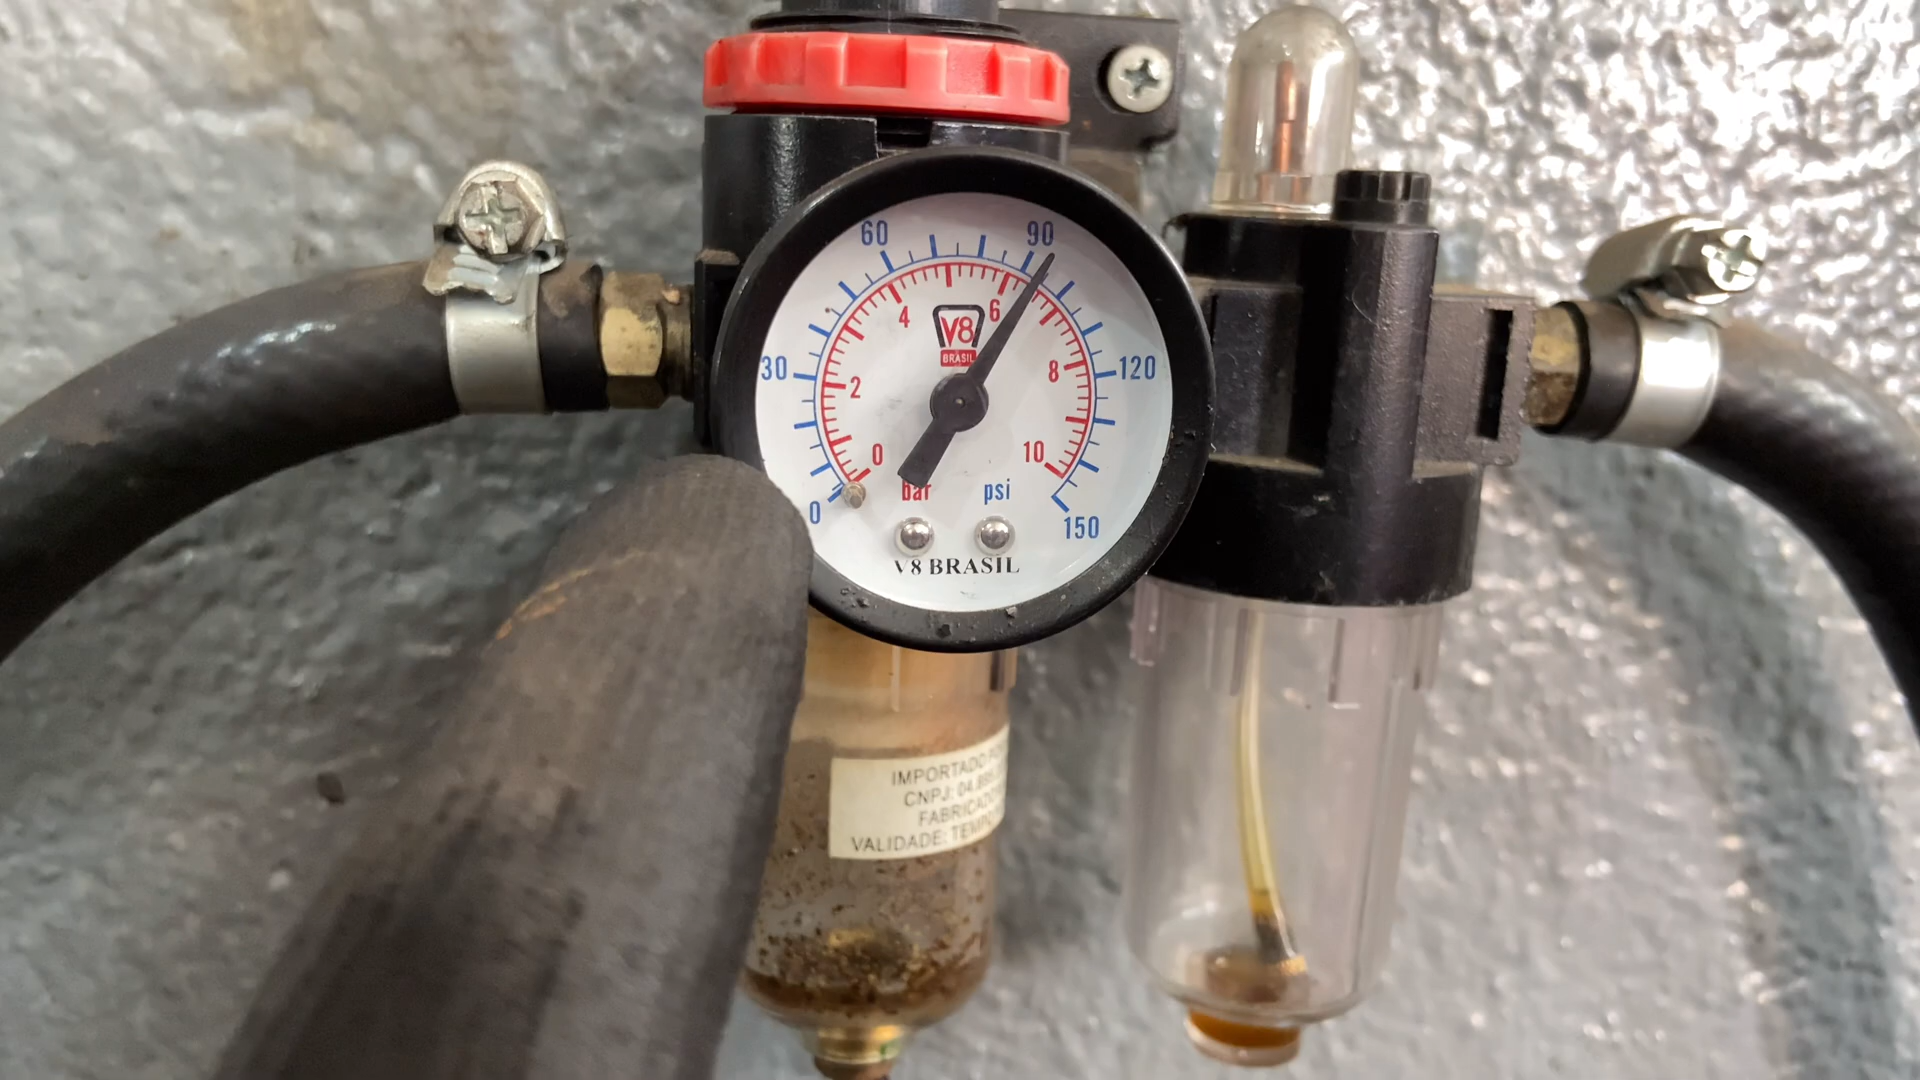 60
90
30
120
0
150
4
6
2
8
0
10
V8
BRASIL
bar
psi
V8 BRASIL
IMPORTADO
CNPJ: 04.
FABRICADO
VALIDADE: